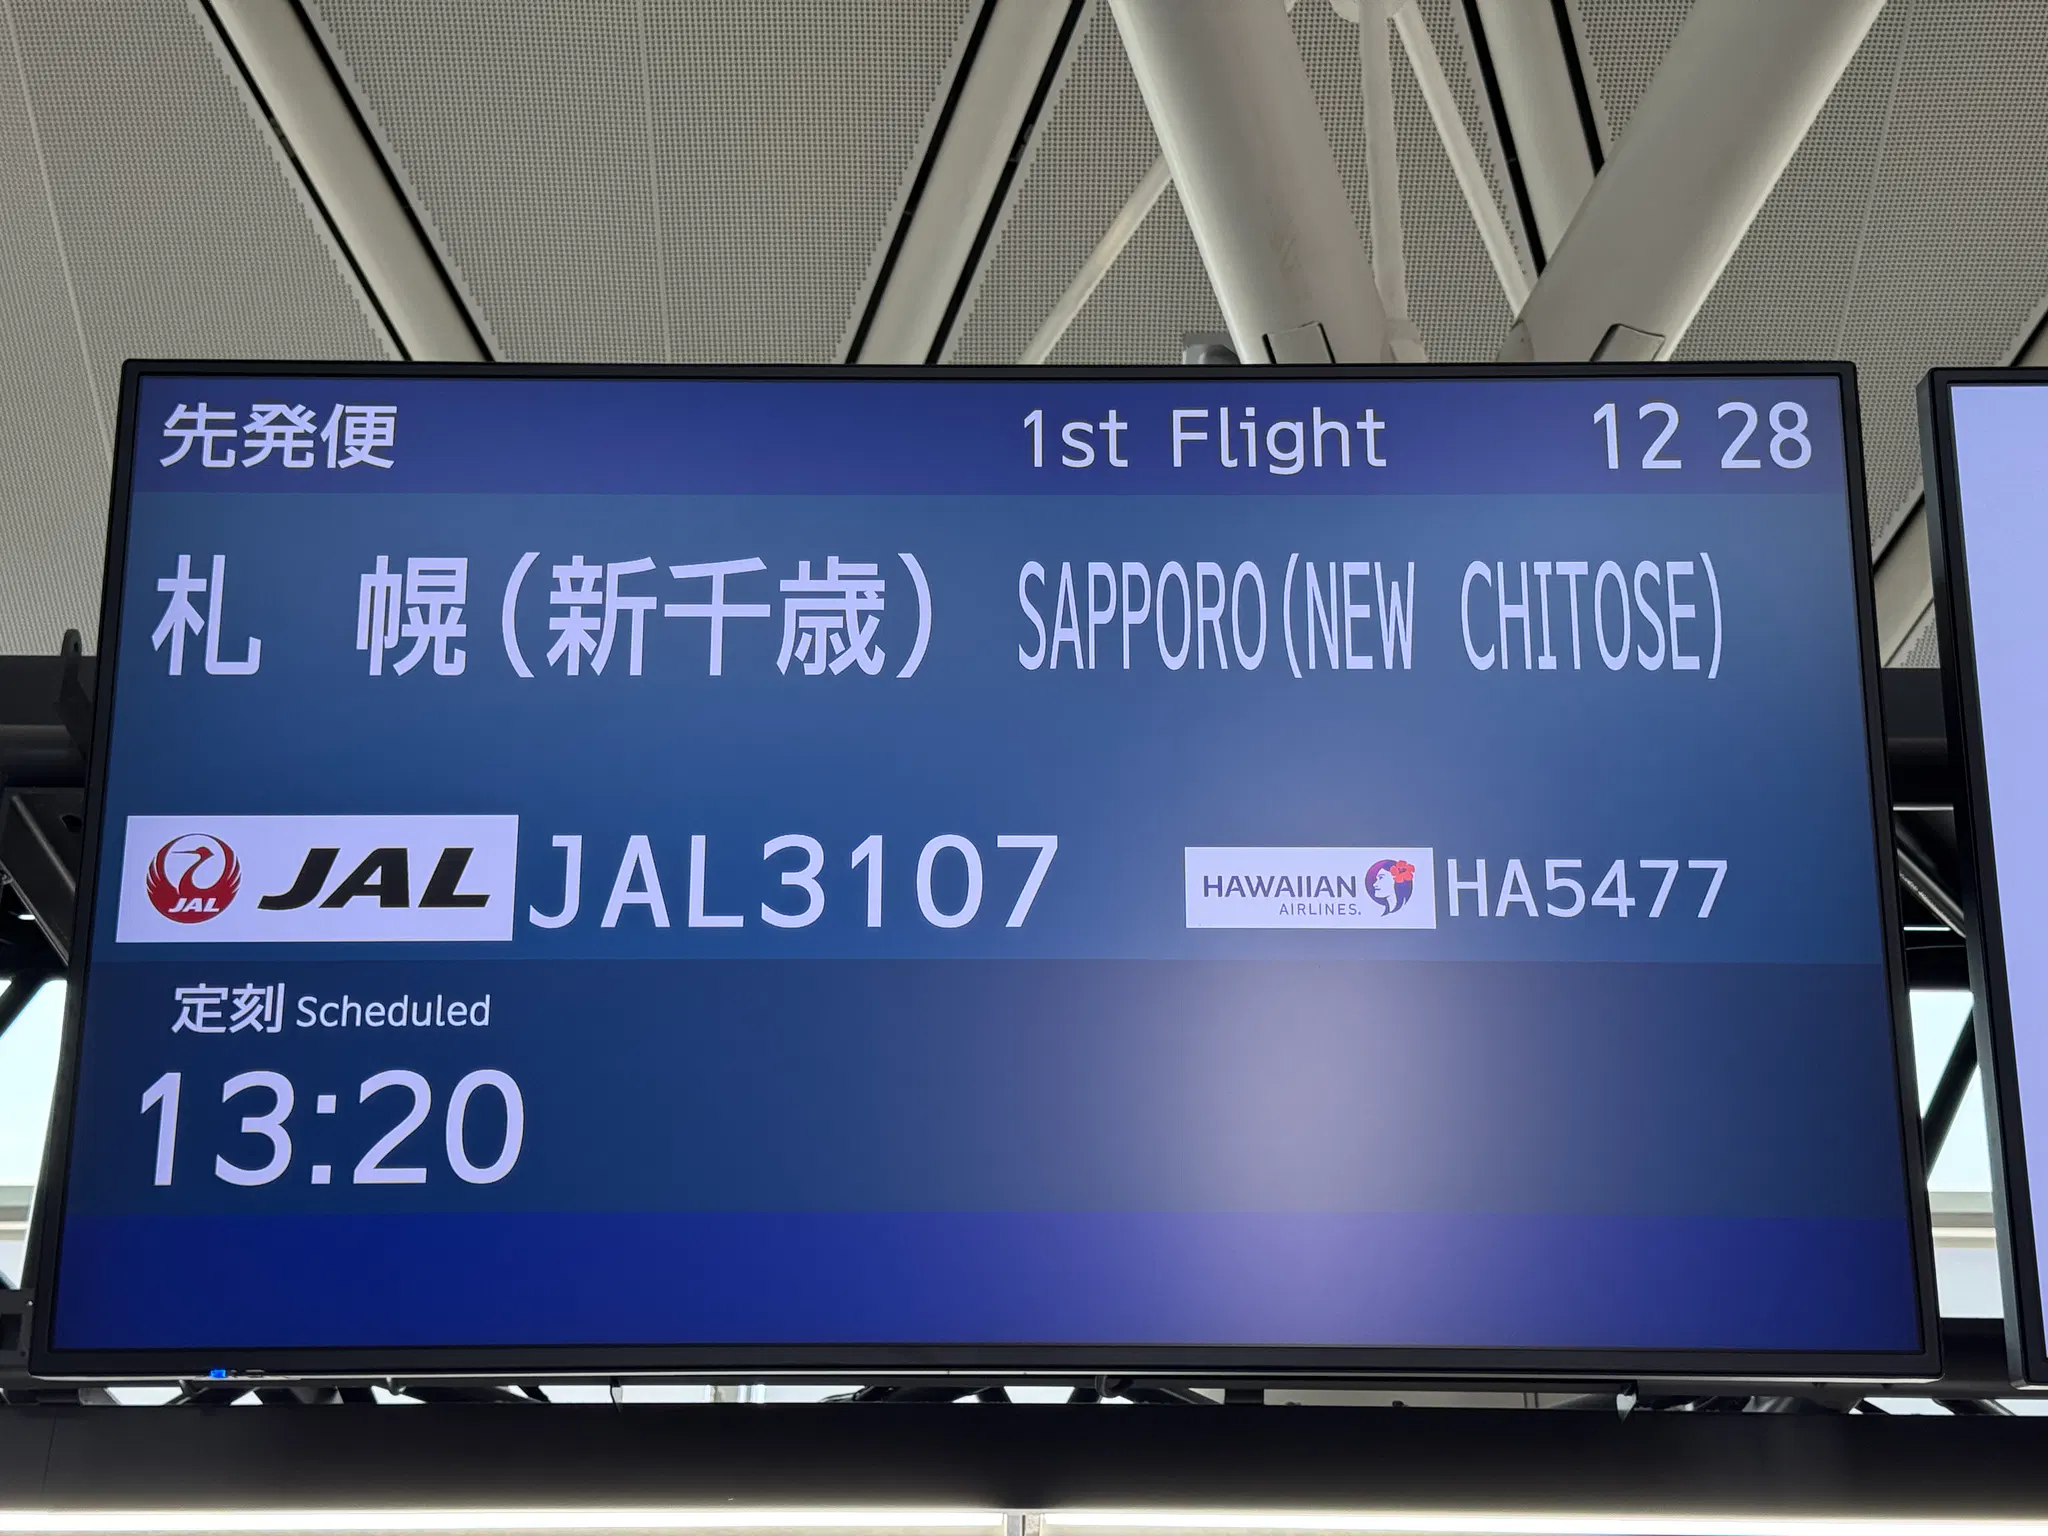 先発便 1st Flight 12 28
札 幌(新千歳) SAPPORO(NEW CHITOSE)
JAL JAL JAL3107 HAWAIIAN AIRLINES. HA5477
定刻 Scheduled
13:20